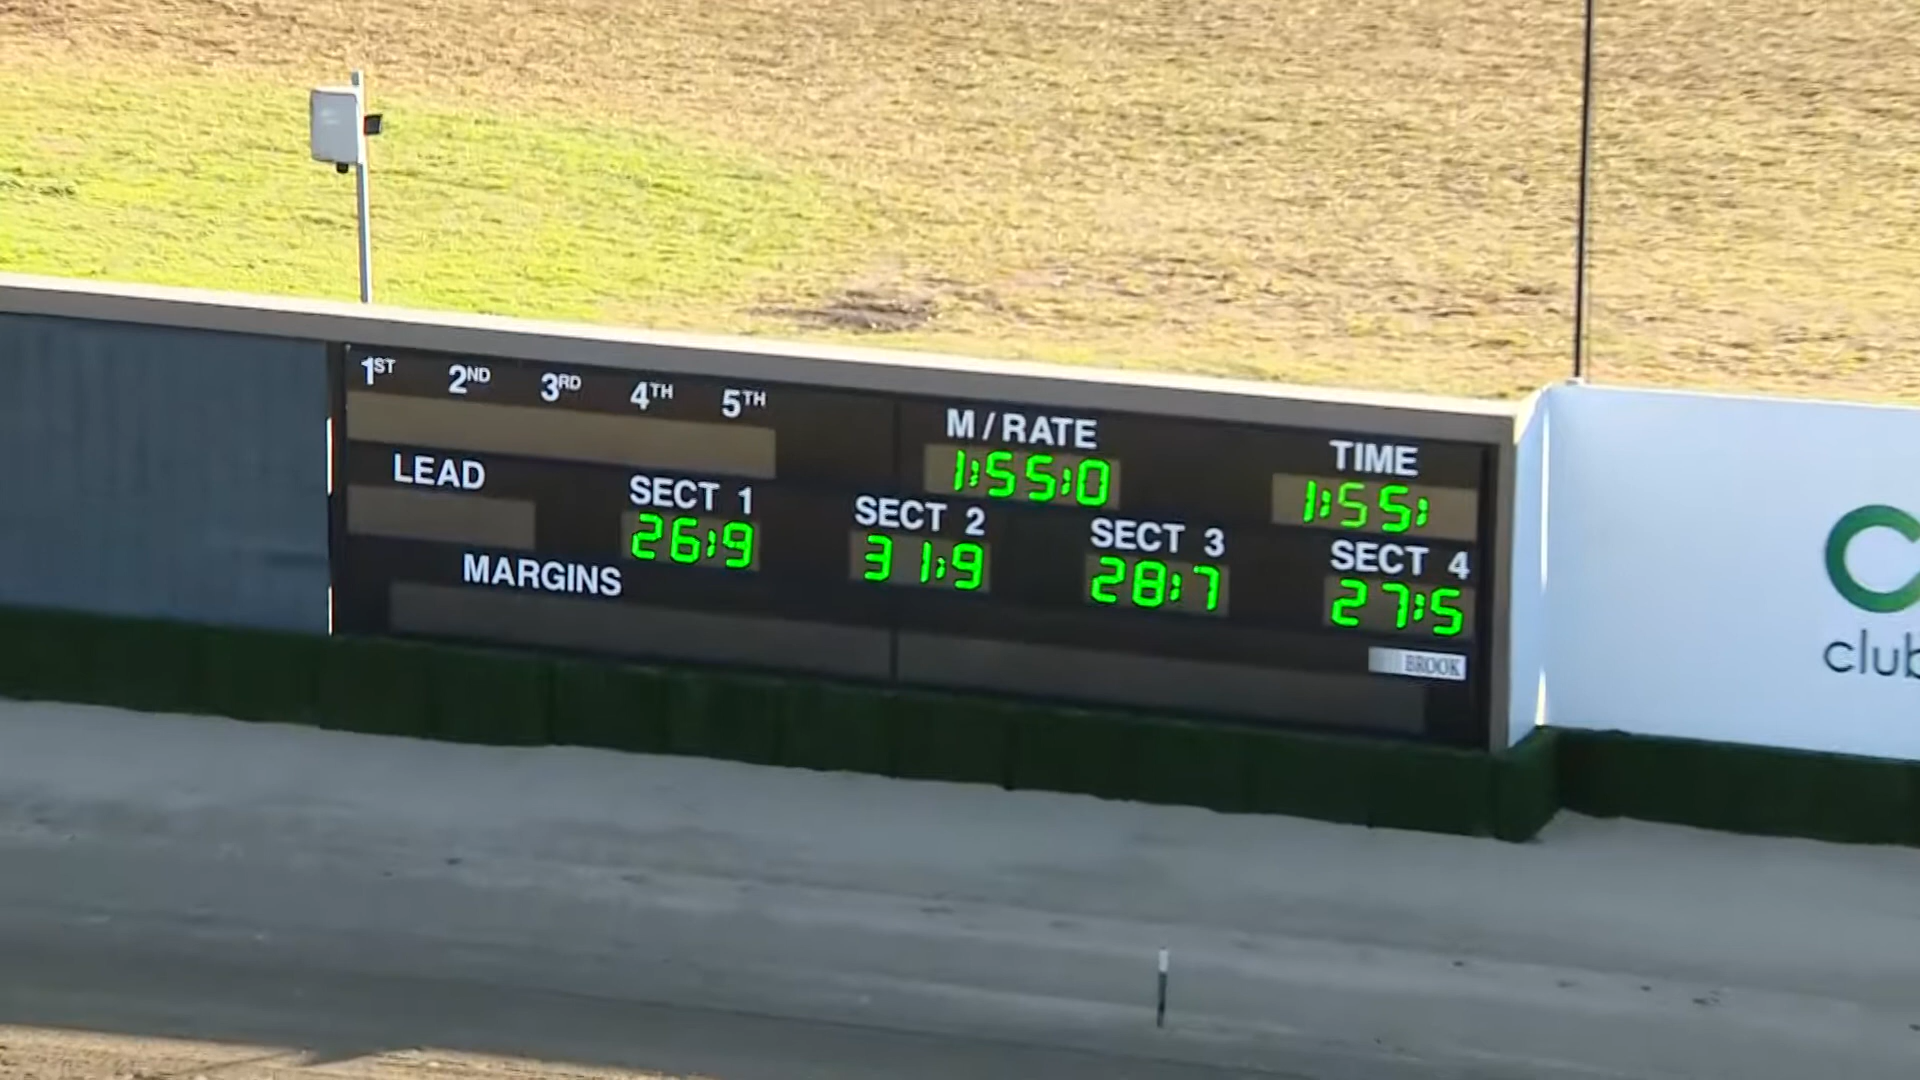 1ST 2ND 3RD 4TH 5TH
M/RATE TIME
1:55:0 1:55:
LEAD SECT 1 SECT 2 SECT 3 SECT 4
26:9 31:9 28:7 27:5
MARGINS
BROOK
C
club